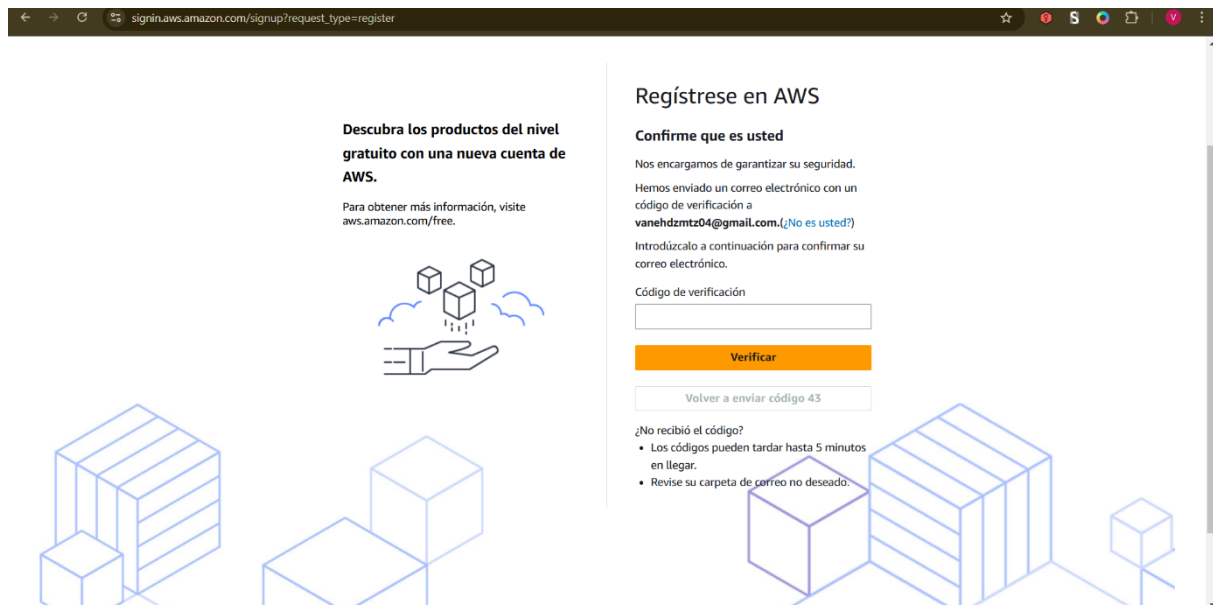 signin.aws.amazon.com/signup?request_type=register
V
Descubra los productos del nivel
gratuito con una nueva cuenta de
AWS.
Para obtener más información, visite
aws.amazon.com/free.
Regístrese en AWS
Confirme que es usted
Nos encargamos de garantizar su seguridad.
Hemos enviado un correo electrónico con un
código de verificación a
vanehdzmtz04@gmail.com.(¿No es usted?)
Introdúzcalo a continuación para confirmar su
correo electrónico.
Código de verificación
Verificar
Volver a enviar código 43
¿No recibió el código?
• Los códigos pueden tardar hasta 5 minutos
en llegar.
• Revise su carpeta de correo no deseado.